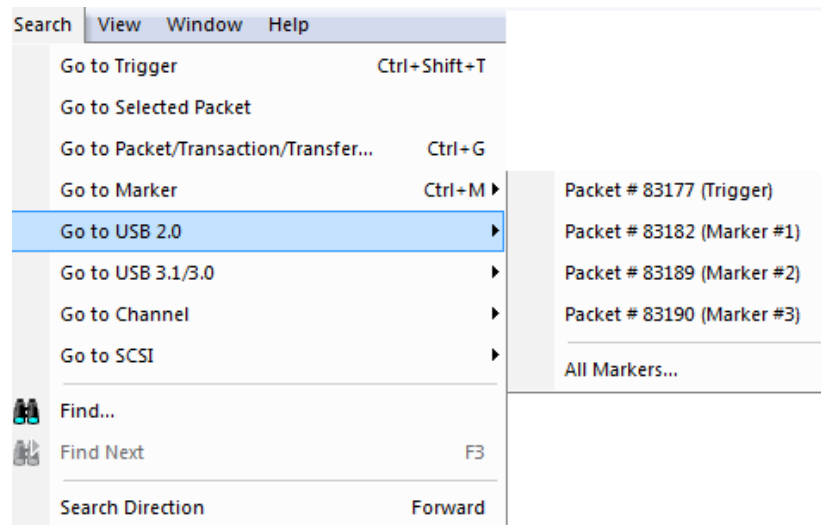 Search View Window Help
Go to Trigger Ctrl+Shift+T
Go to Selected Packet
Go to Packet/Transaction/Transfer... Ctrl+G
Go to Marker Ctrl+M
Go to USB 2.0
Go to USB 3.1/3.0
Go to Channel
Go to SCSI
Find...
Find Next F3
Search Direction Forward
Packet # 83177 (Trigger)
Packet # 83182 (Marker #1)
Packet # 83189 (Marker #2)
Packet # 83190 (Marker #3)
All Markers...